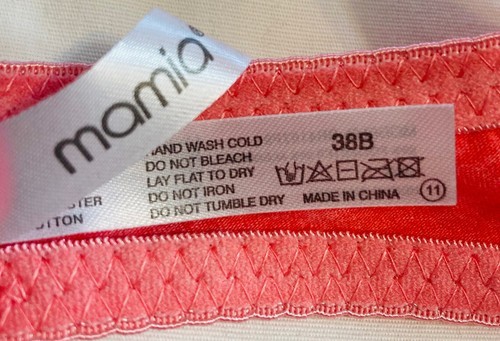 mamia
HAND WASH COLD
DO NOT BLEACH
LAY FLAT TO DRY
DO NOT IRON
DO NOT TUMBLE DRY
38B
MADE IN CHINA
11
STER
OTTON